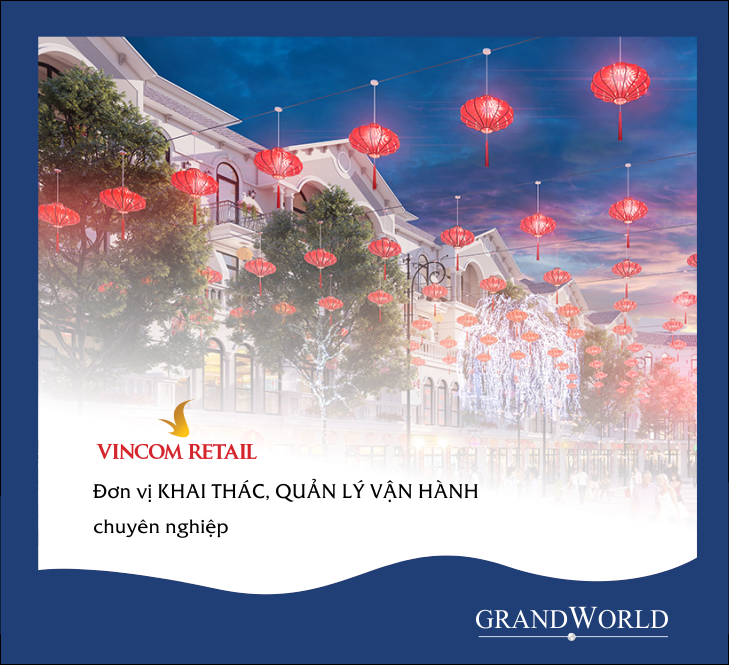 VINCOM RETAIL
Đơn vị KHAI THÁC, QUẢN LÝ VẬN HÀNH
chuyên nghiệp
GRANDWORLD